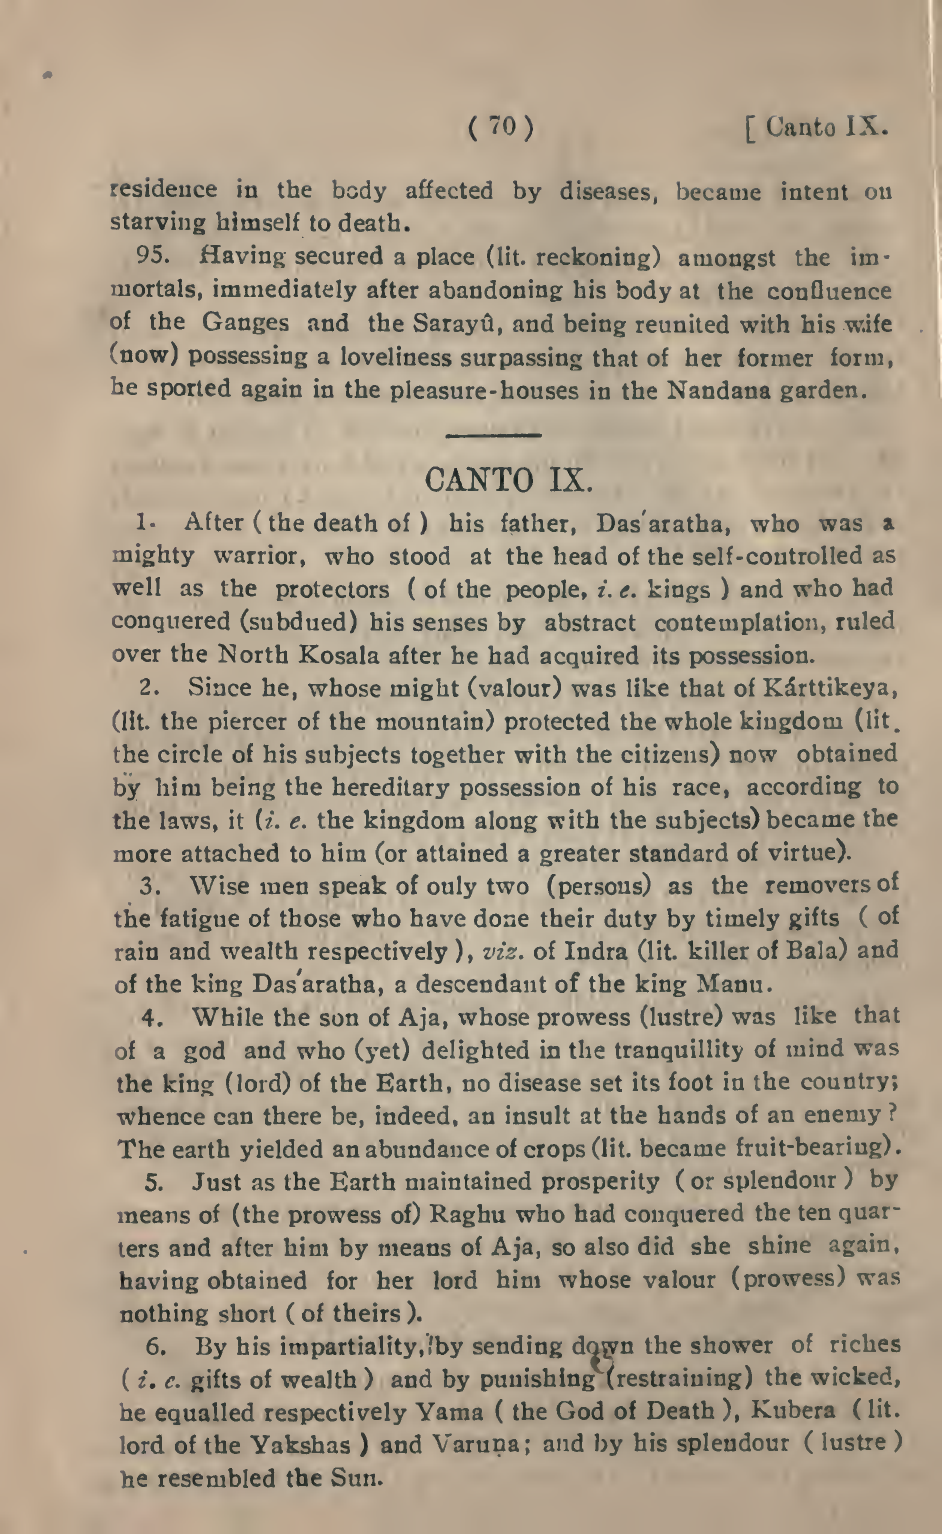 ( 70 ) [ Canto IX.
residence in the body affected by diseases, became intent on
starving himself to death.
95. Having secured a place (lit. reckoning) amongst the im-
mortals, immediately after abandoning his body at the confluence
of the Ganges and the Sarayû, and being reunited with his wife
(now) possessing a loveliness surpassing that of her former form,
he sported again in the pleasure-houses in the Nandana garden.
CANTO IX.
1. After ( the death of ) his father, Das'aratha, who was a
mighty warrior, who stood at the head of the self-controlled as
well as the protectors ( of the people, i. e. kings ) and who had
conquered (subdued) his senses by abstract contemplation, ruled
over the North Kosala after he had acquired its possession.
2. Since he, whose might (valour) was like that of Kárttikeya,
(lit. the piercer of the mountain) protected the whole kingdom (lit.
the circle of his subjects together with the citizens) now obtained
by him being the hereditary possession of his race, according to
the laws, it (i. e. the kingdom along with the subjects) became the
more attached to him (or attained a greater standard of virtue).
3. Wise men speak of only two (persons) as the removers of
the fatigue of those who have done their duty by timely gifts ( of
rain and wealth respectively ), viz. of Indra (lit. killer of Bala) and
of the king Das'aratha, a descendant of the king Manu.
4. While the son of Aja, whose prowess (lustre) was like that
of a god and who (yet) delighted in the tranquillity of mind was
the king (lord) of the Earth, no disease set its foot in the country;
whence can there be, indeed, an insult at the hands of an enemy ?
The earth yielded an abundance of crops (lit. became fruit-bearing).
5. Just as the Earth maintained prosperity ( or splendour ) by
means of (the prowess of) Raghu who had conquered the ten quar-
ters and after him by means of Aja, so also did she shine again,
having obtained for her lord him whose valour (prowess) was
nothing short ( of theirs ).
6. By his impartiality, by sending down the shower of riches
( i. e. gifts of wealth ) and by punishing (restraining) the wicked,
he equalled respectively Yama ( the God of Death ), Kubera ( lit.
lord of the Yakshas ) and Varuṇa; and by his splendour ( lustre )
he resembled the Sun.